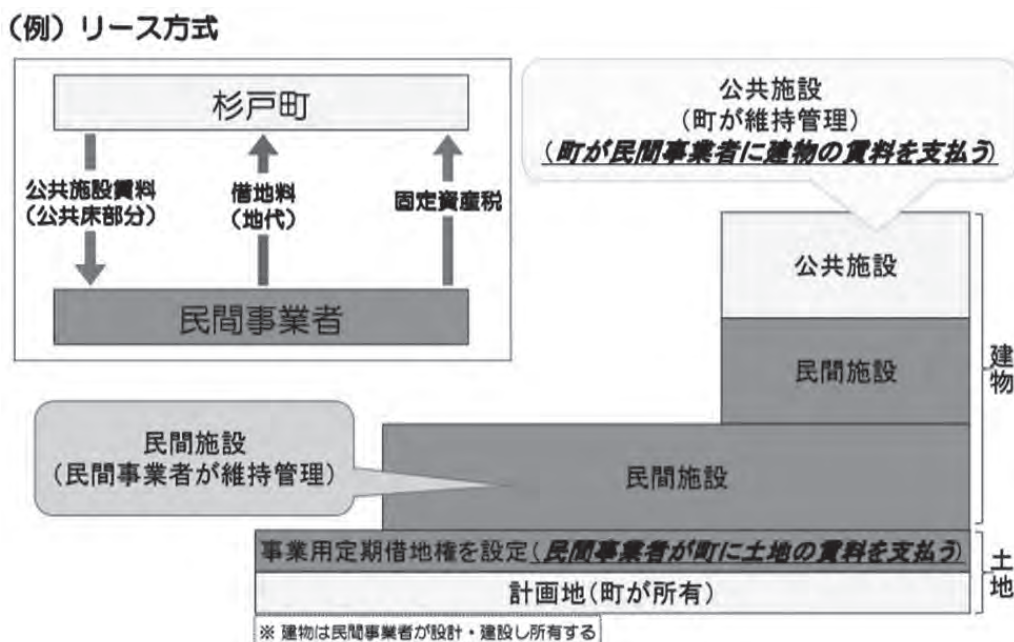 （例）リース方式
杉戸町
公共施設賃料
（公共床部分）
借地料
（地代）
固定資産税
民間事業者
公共施設
（町が維持管理）
（町が民間事業者に建物の賃料を支払う）
公共施設
民間施設
民間施設
建物
民間施設
（民間事業者が維持管理）
事業用定期借地権を設定（民間事業者が町に土地の賃料を支払う）
計画地（町が所有）
土地
※ 建物は民間事業者が設計・建設し所有する